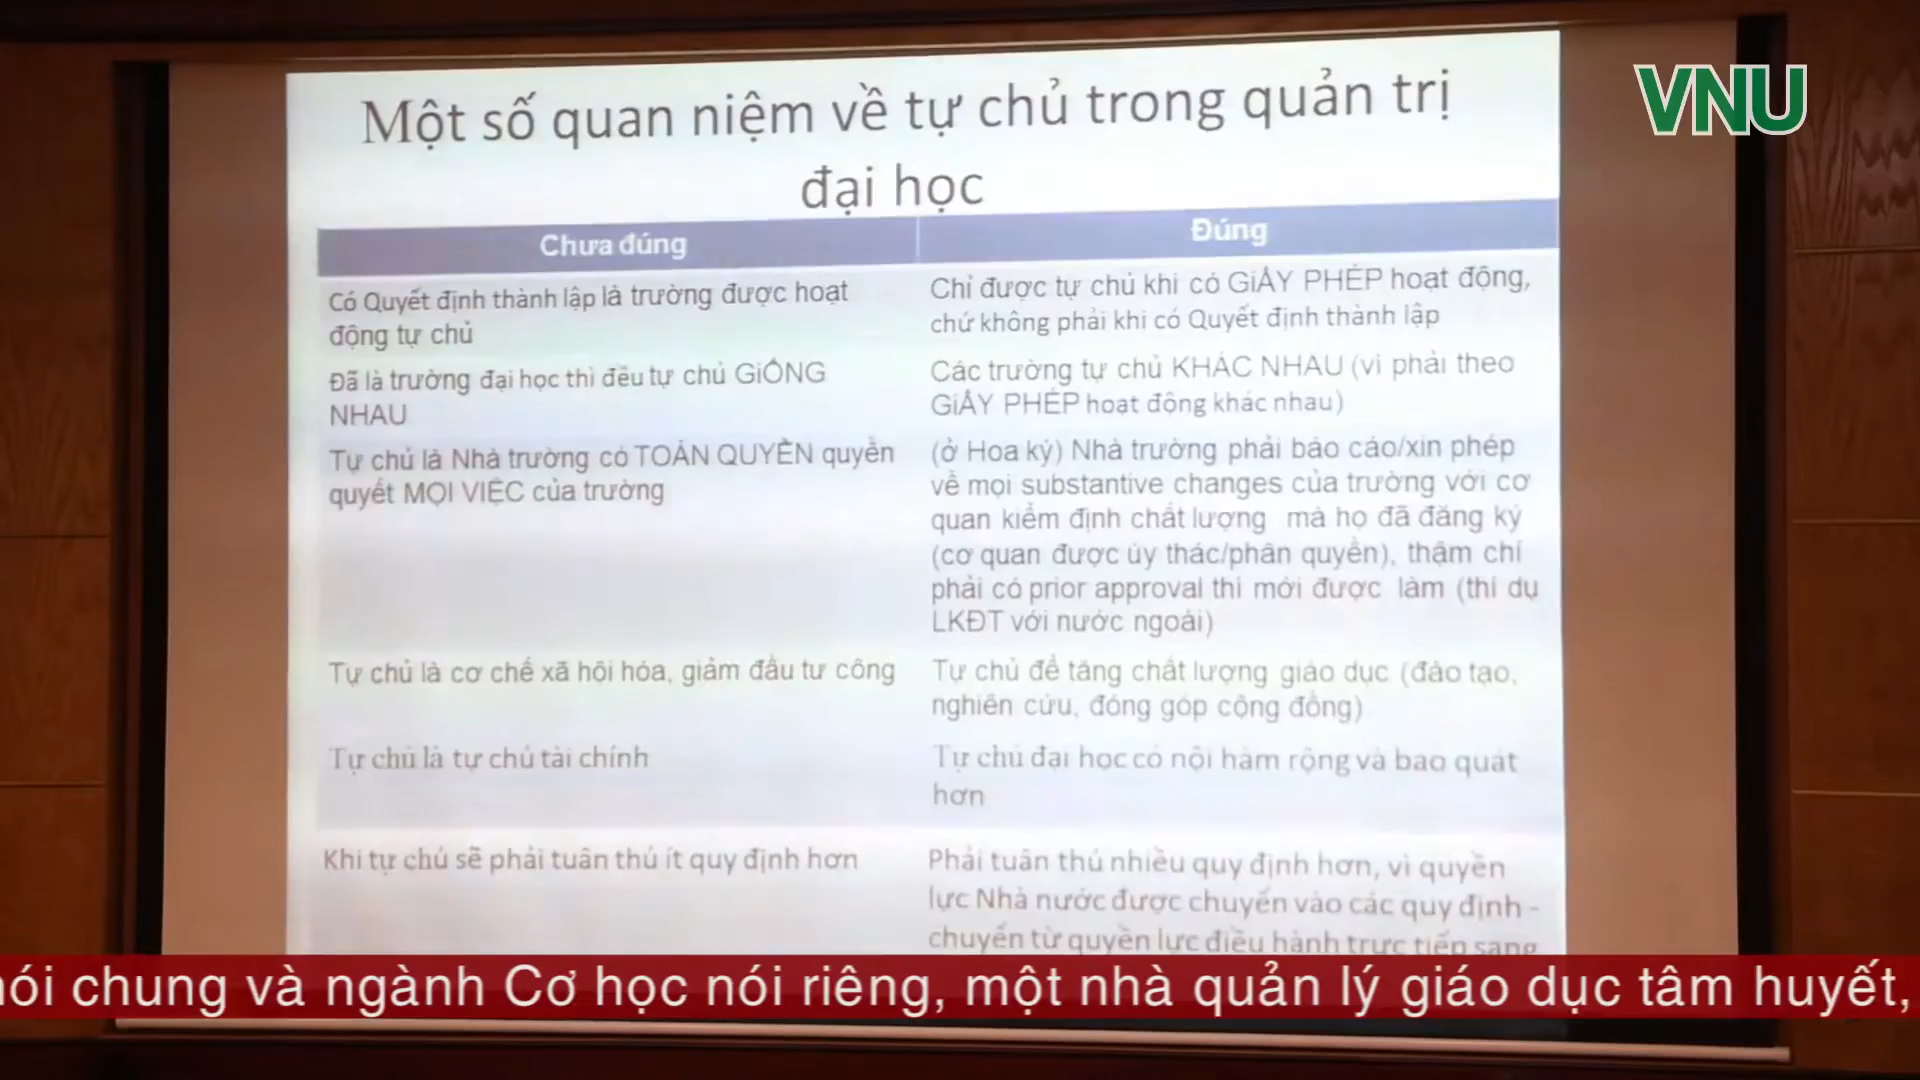 VNU
Một số quan niệm về tự chủ trong quản trị
đại học
Chưa đúng
Đúng
Có Quyết định thành lập là trường được hoạt
động tự chủ
Chỉ được tự chủ khi có GiẤY PHÉP hoạt động,
chứ không phải khi có Quyết định thành lập
Đã là trường đại học thì đều tự chủ GiỐNG
NHAU
Các trường tự chủ KHÁC NHAU (vì phải theo
GiẤY PHÉP hoạt động khác nhau)
Tự chủ là Nhà trường có TOÀN QUYỀN quyền
quyết MỌI VIỆC của trường
(ở Hoa kỳ) Nhà trường phải báo cáo/xin phép
về mọi substantive changes của trường với cơ
quan kiểm định chất lượng mà họ đã đăng ký
(cơ quan được ủy thác/phân quyền), thậm chí
phải có prior approval thì mới được làm (thí dụ
LKĐT với nước ngoài)
Tự chủ là cơ chế xã hội hóa, giảm đầu tư công
Tự chủ để tăng chất lượng giáo dục (đào tạo,
nghiên cứu, đóng góp cộng đồng)
Tự chủ là tự chủ tài chính
Tự chủ đại học có nội hàm rộng và bao quát
hơn
Khi tự chủ sẽ phải tuân thủ ít quy định hơn
Phải tuân thủ nhiều quy định hơn, vì quyền
lực Nhà nước được chuyển vào các quy định -
chuyển từ quyền lực điều hành trực tiếp sang
nói chung và ngành Cơ học nói riêng, một nhà quản lý giáo dục tâm huyết,